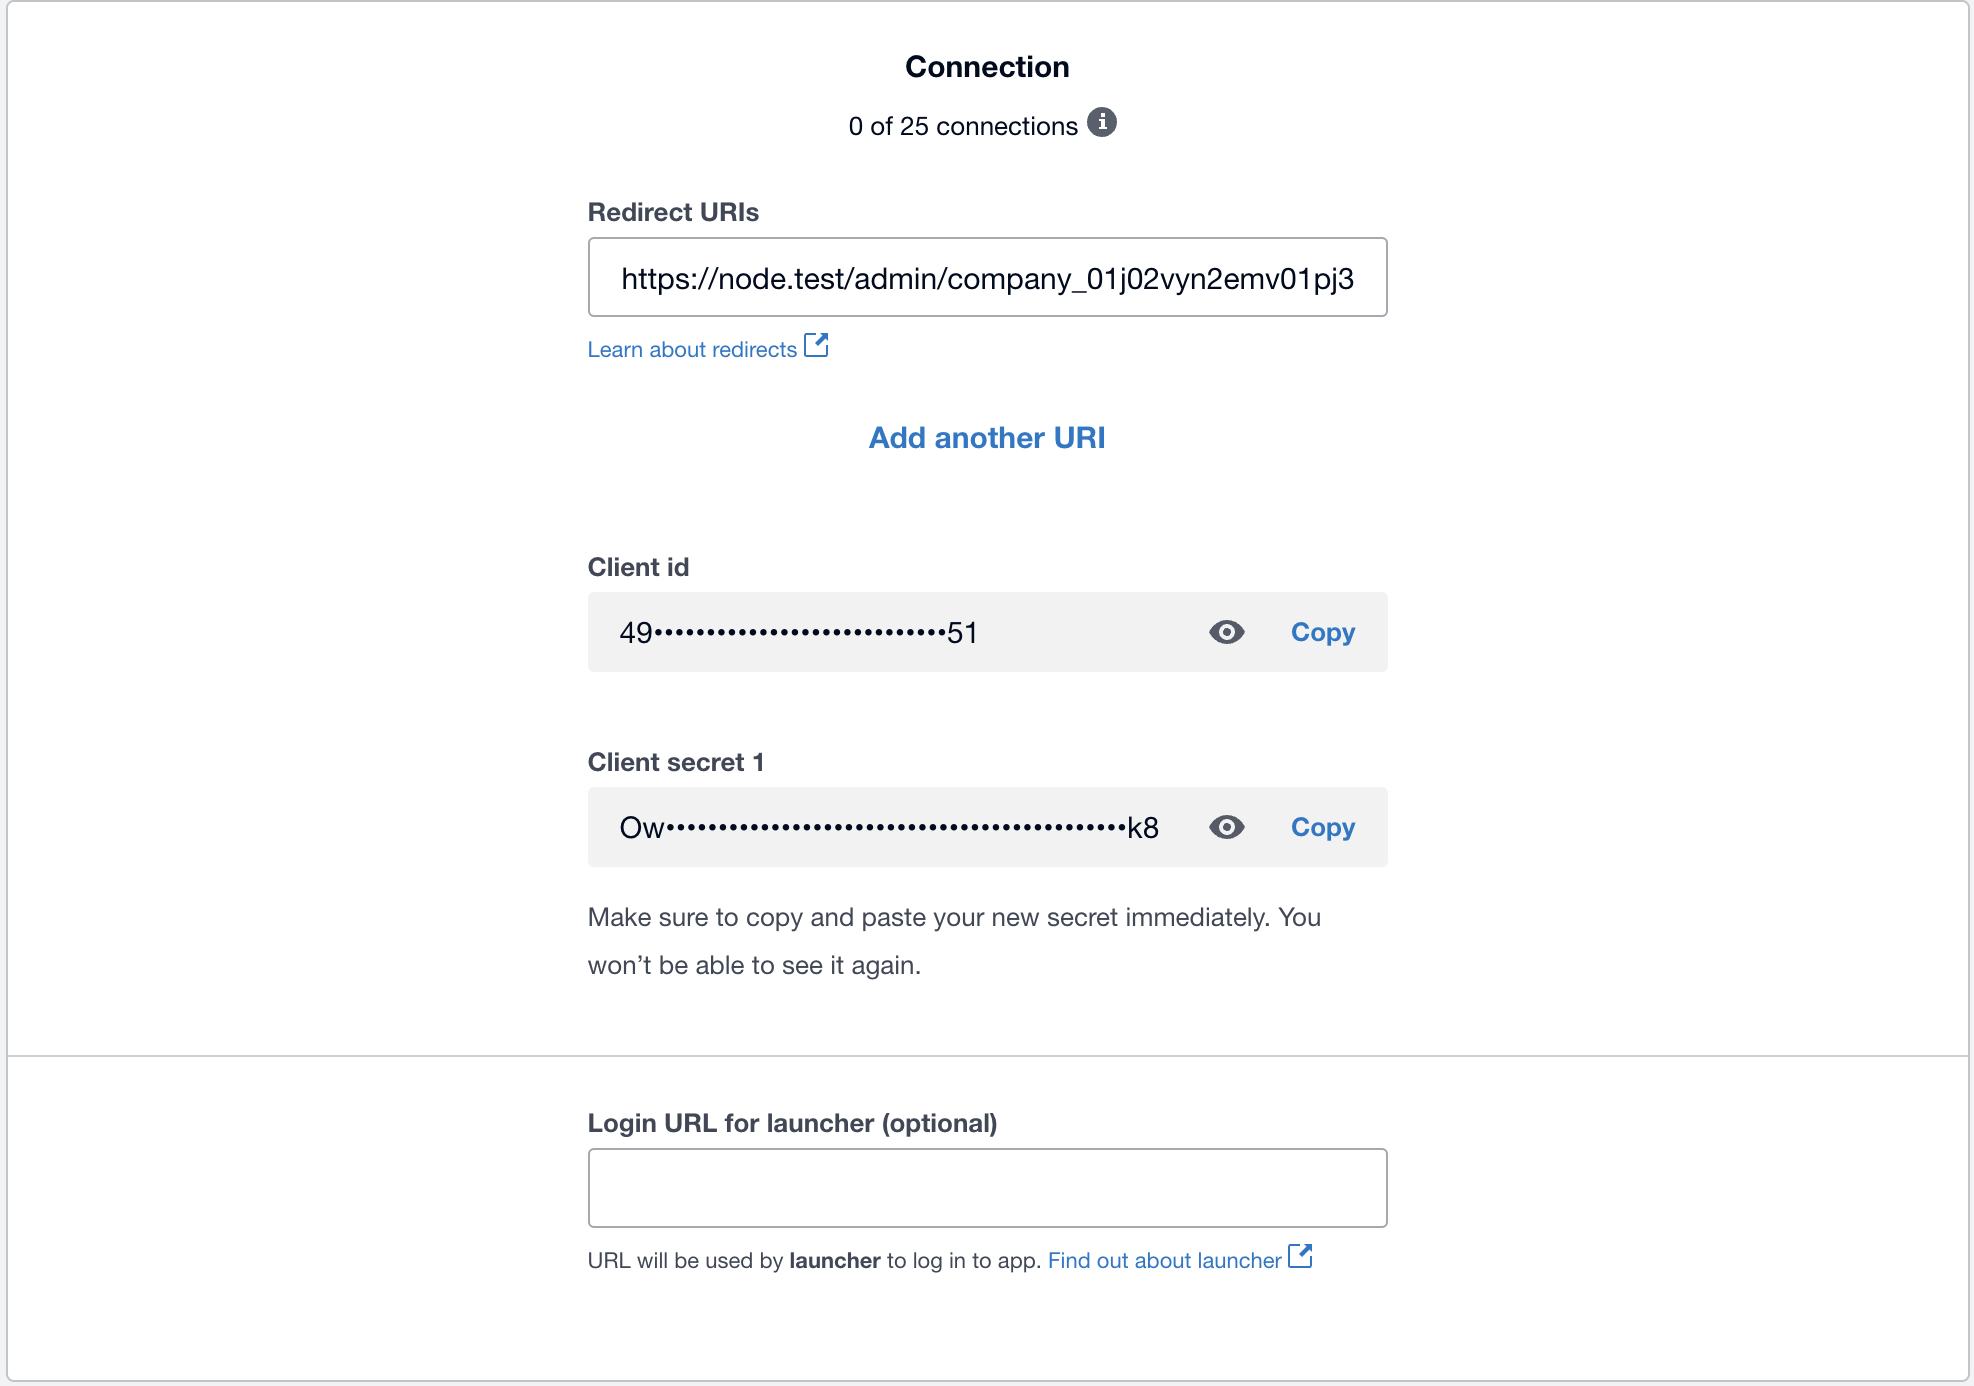 Connection
0 of 25 connections
Redirect URIs
https://node.test/admin/company_01j02vyn2emv01pj3
Learn about redirects
Add another URI
Client id
49••••••••••••••••••••••••••••51
Copy
Client secret 1
Ow••••••••••••••••••••••••••••••••••••••••••••k8
Copy
Make sure to copy and paste your new secret immediately. You
won’t be able to see it again.
Login URL for launcher (optional)
URL will be used by launcher to log in to app. Find out about launcher